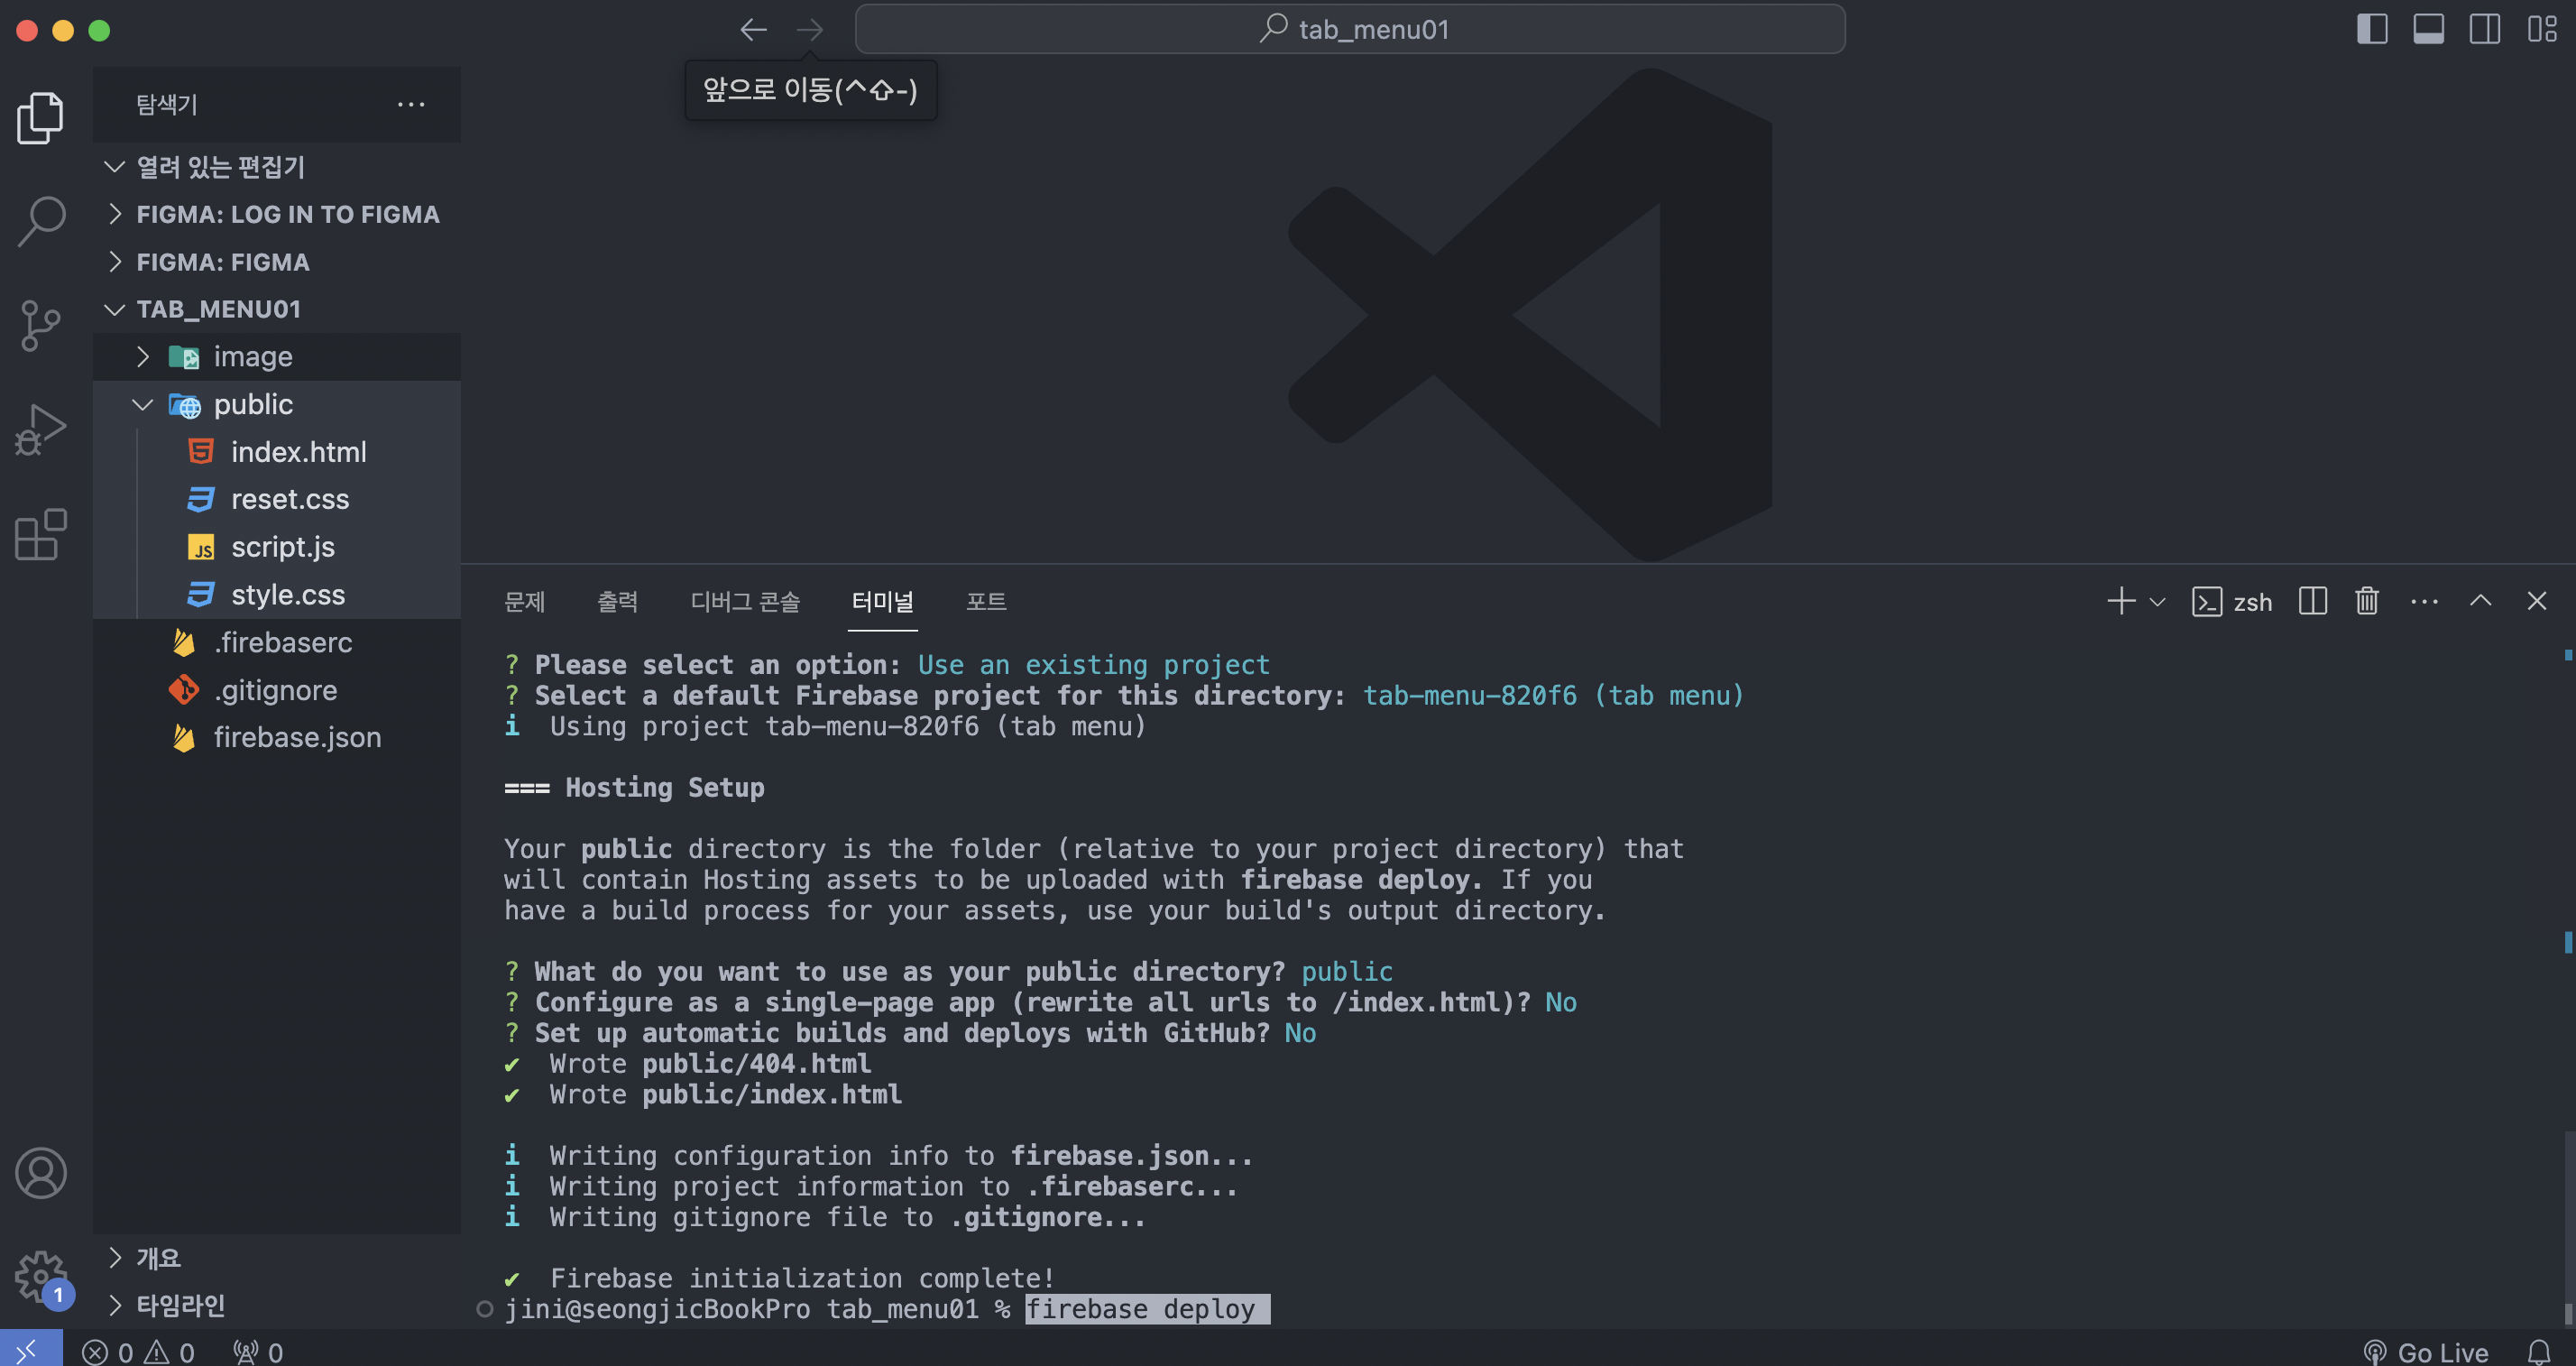 tab_menu01
앞으로 이동(^⇧-)
탐색기
열려 있는 편집기
FIGMA: LOG IN TO FIGMA
FIGMA: FIGMA
TAB_MENU01
image
public
index.html
reset.css
JS script.js
style.css
.firebaserc
.gitignore
firebase.json
개요
타임라인
문제 출력 디버그 콘솔 터미널 포트
zsh
? Please select an option: Use an existing project
? Select a default Firebase project for this directory: tab-menu-820f6 (tab menu)
i Using project tab-menu-820f6 (tab menu)
=== Hosting Setup
Your public directory is the folder (relative to your project directory) that
will contain Hosting assets to be uploaded with firebase deploy. If you
have a build process for your assets, use your build's output directory.
? What do you want to use as your public directory? public
? Configure as a single-page app (rewrite all urls to /index.html)? No
? Set up automatic builds and deploys with GitHub? No
✔ Wrote public/404.html
✔ Wrote public/index.html
i Writing configuration info to firebase.json...
i Writing project information to .firebaserc...
i Writing gitignore file to .gitignore...
✔ Firebase initialization complete!
jini@seongjicBookPro tab_menu01 % firebase deploy
1
0 0 0
Go Live